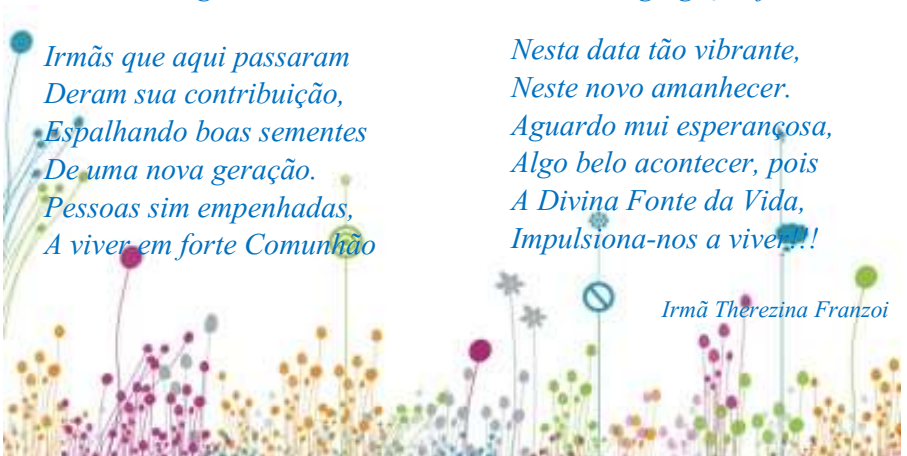 Irmãs que aqui passaram
Deram sua contribuição,
Espalhando boas sementes
De uma nova geração.
Pessoas sim empenhadas,
A viver em forte Comunhão
Nesta data tão vibrante,
Neste novo amanhecer.
Aguardo mui esperançosa,
Algo belo acontecer, pois
A Divina Fonte da Vida,
Impulsiona-nos a viver!!!
Irmã Therezina Franzoi